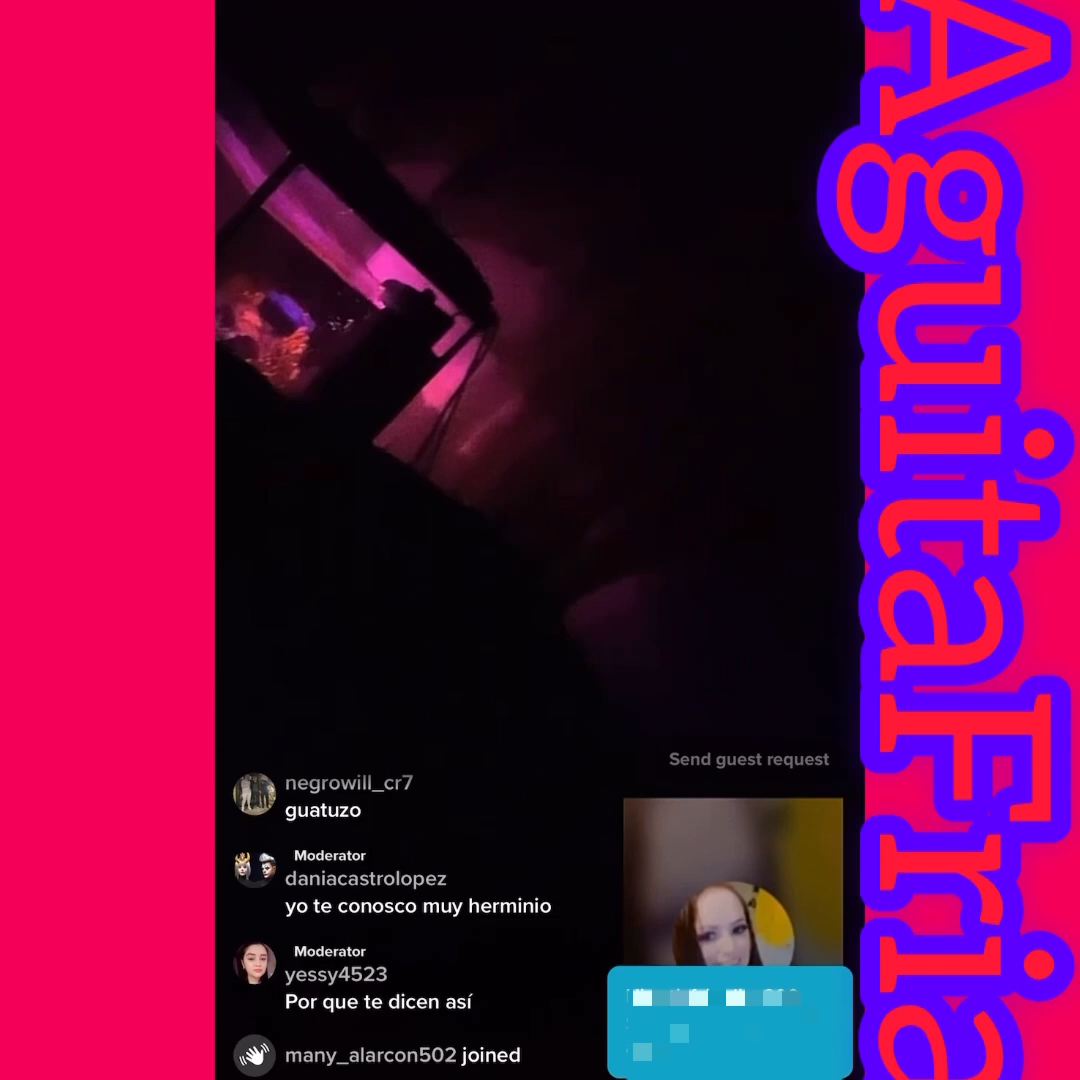 AguitaFria
Send guest request
negrowill_cr7
guatuzo
Moderator
daniacastrolopez
yo te conosco muy herminio
Moderator
yessy4523
Por que te dicen así
many_alarcon502 joined